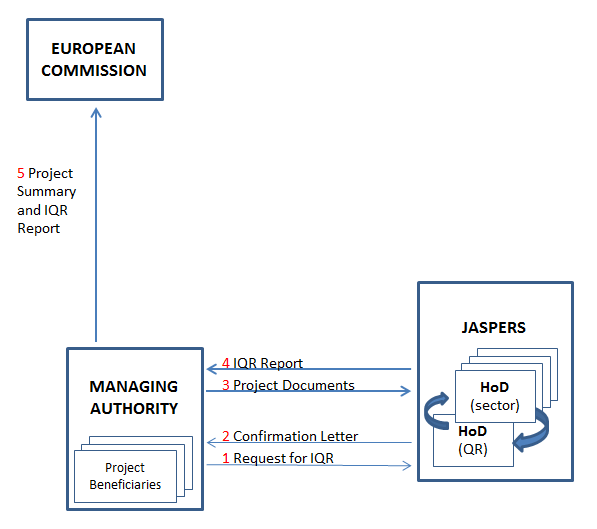 EUROPEAN
COMMISSION
5 Project
Summary
and IQR
Report
MANAGING
AUTHORITY
Project
Beneficiaries
4 IQR Report
3 Project Documents
2 Confirmation Letter
1 Request for IQR
JASPERS
HoD
(sector)
HoD
(QR)